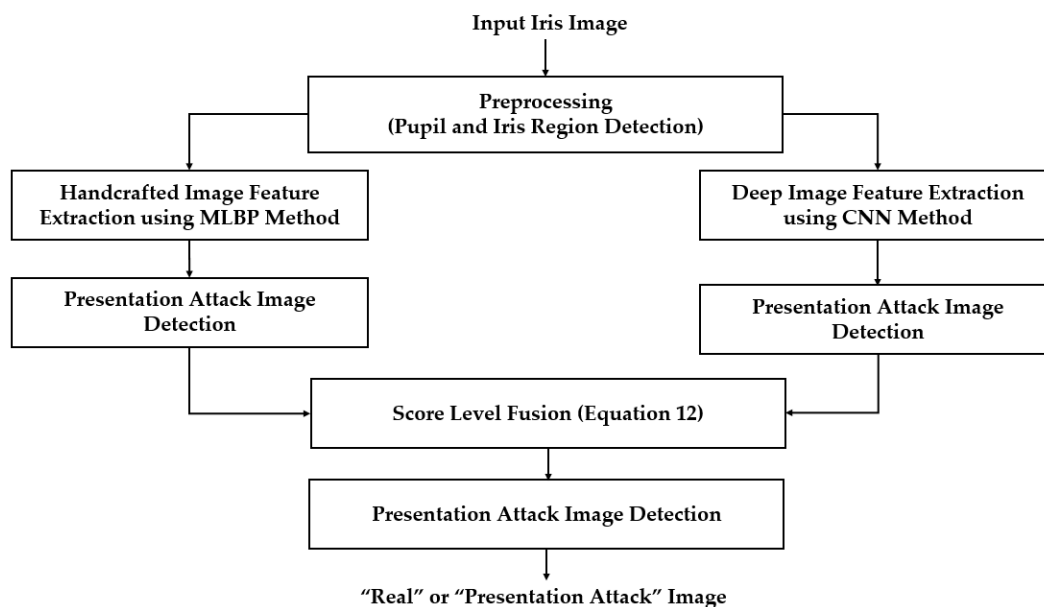 Input Iris Image
Preprocessing
(Pupil and Iris Region Detection)
Handcrafted Image Feature
Extraction using MLBP Method
Deep Image Feature Extraction
using CNN Method
Presentation Attack Image
Detection
Presentation Attack Image
Detection
Score Level Fusion (Equation 12)
Presentation Attack Image Detection
“Real” or “Presentation Attack” Image